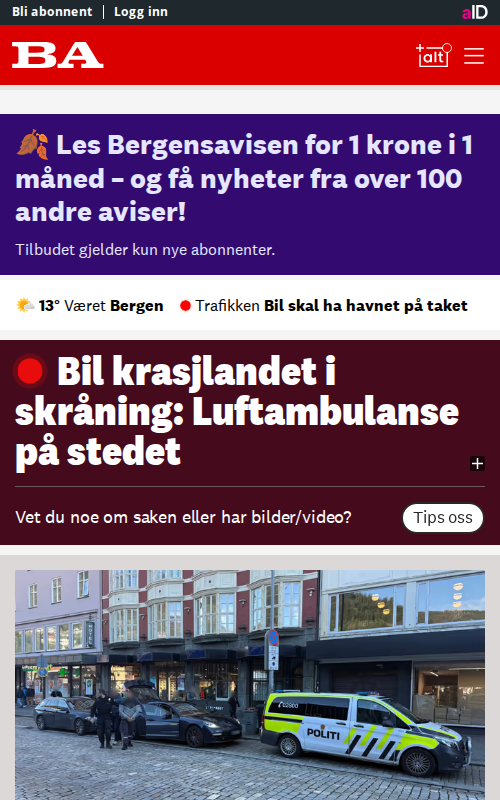 Bli abonnent | Logg inn
aID
BA
+alt
Les Bergensavisen for 1 krone i 1
måned – og få nyheter fra over 100
andre aviser!
Tilbudet gjelder kun nye abonnenter.
13° Været Bergen Trafikken Bil skal ha havnet på taket
Bil krasjlandet i
skråning: Luftambulanse
på stedet
Vet du noe om saken eller har bilder/video?
Tips oss
HOTEL
02800
POLITI